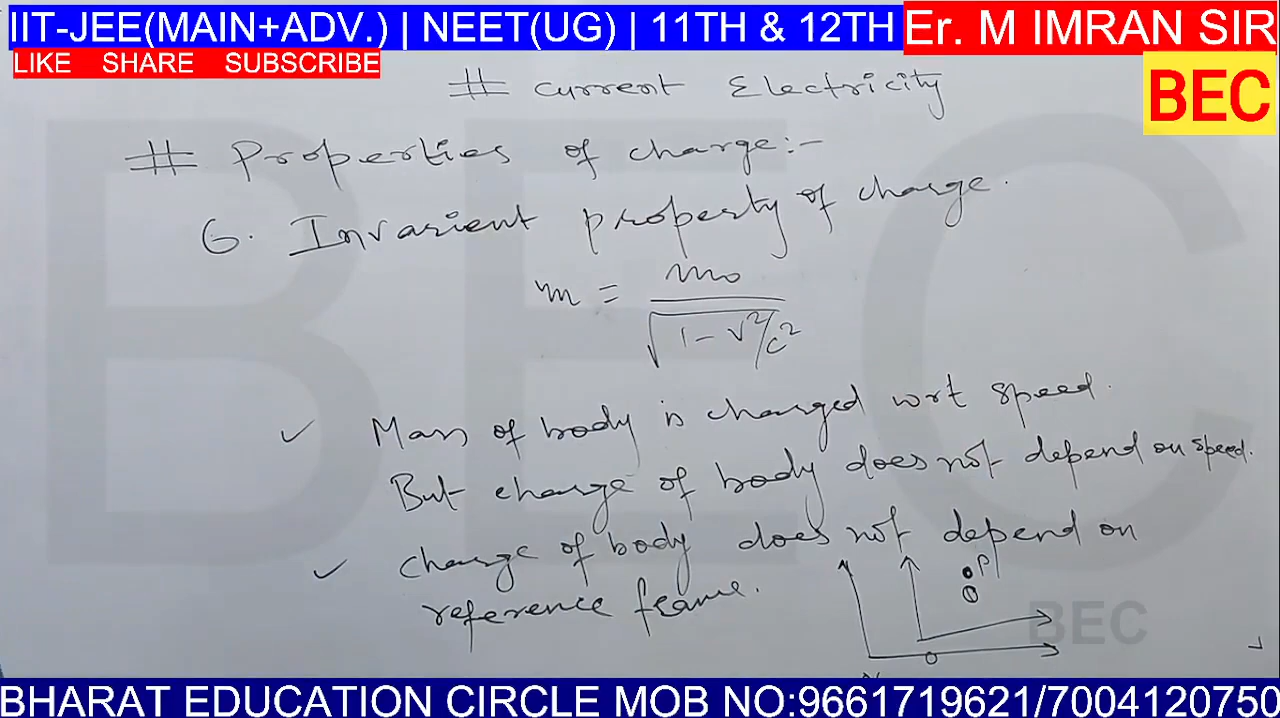 IIT-JEE(MAIN+ADV.) | NEET(UG) | 11TH & 12TH Er. M IMRAN SIR
LIKE SHARE SUBSCRIBE
BEC
# Current Electricity
# Properties of charge:-
6. Invarient property of charge.
m = m₀ / √(1 - v²/c²)
✓ Mass of body is changed wrt speed.
But charge of body does not depend on speed.
✓ charge of body does not depend on
reference frame.
P
BEC
BEC
BHARAT EDUCATION CIRCLE MOB NO:9661719621/7004120750